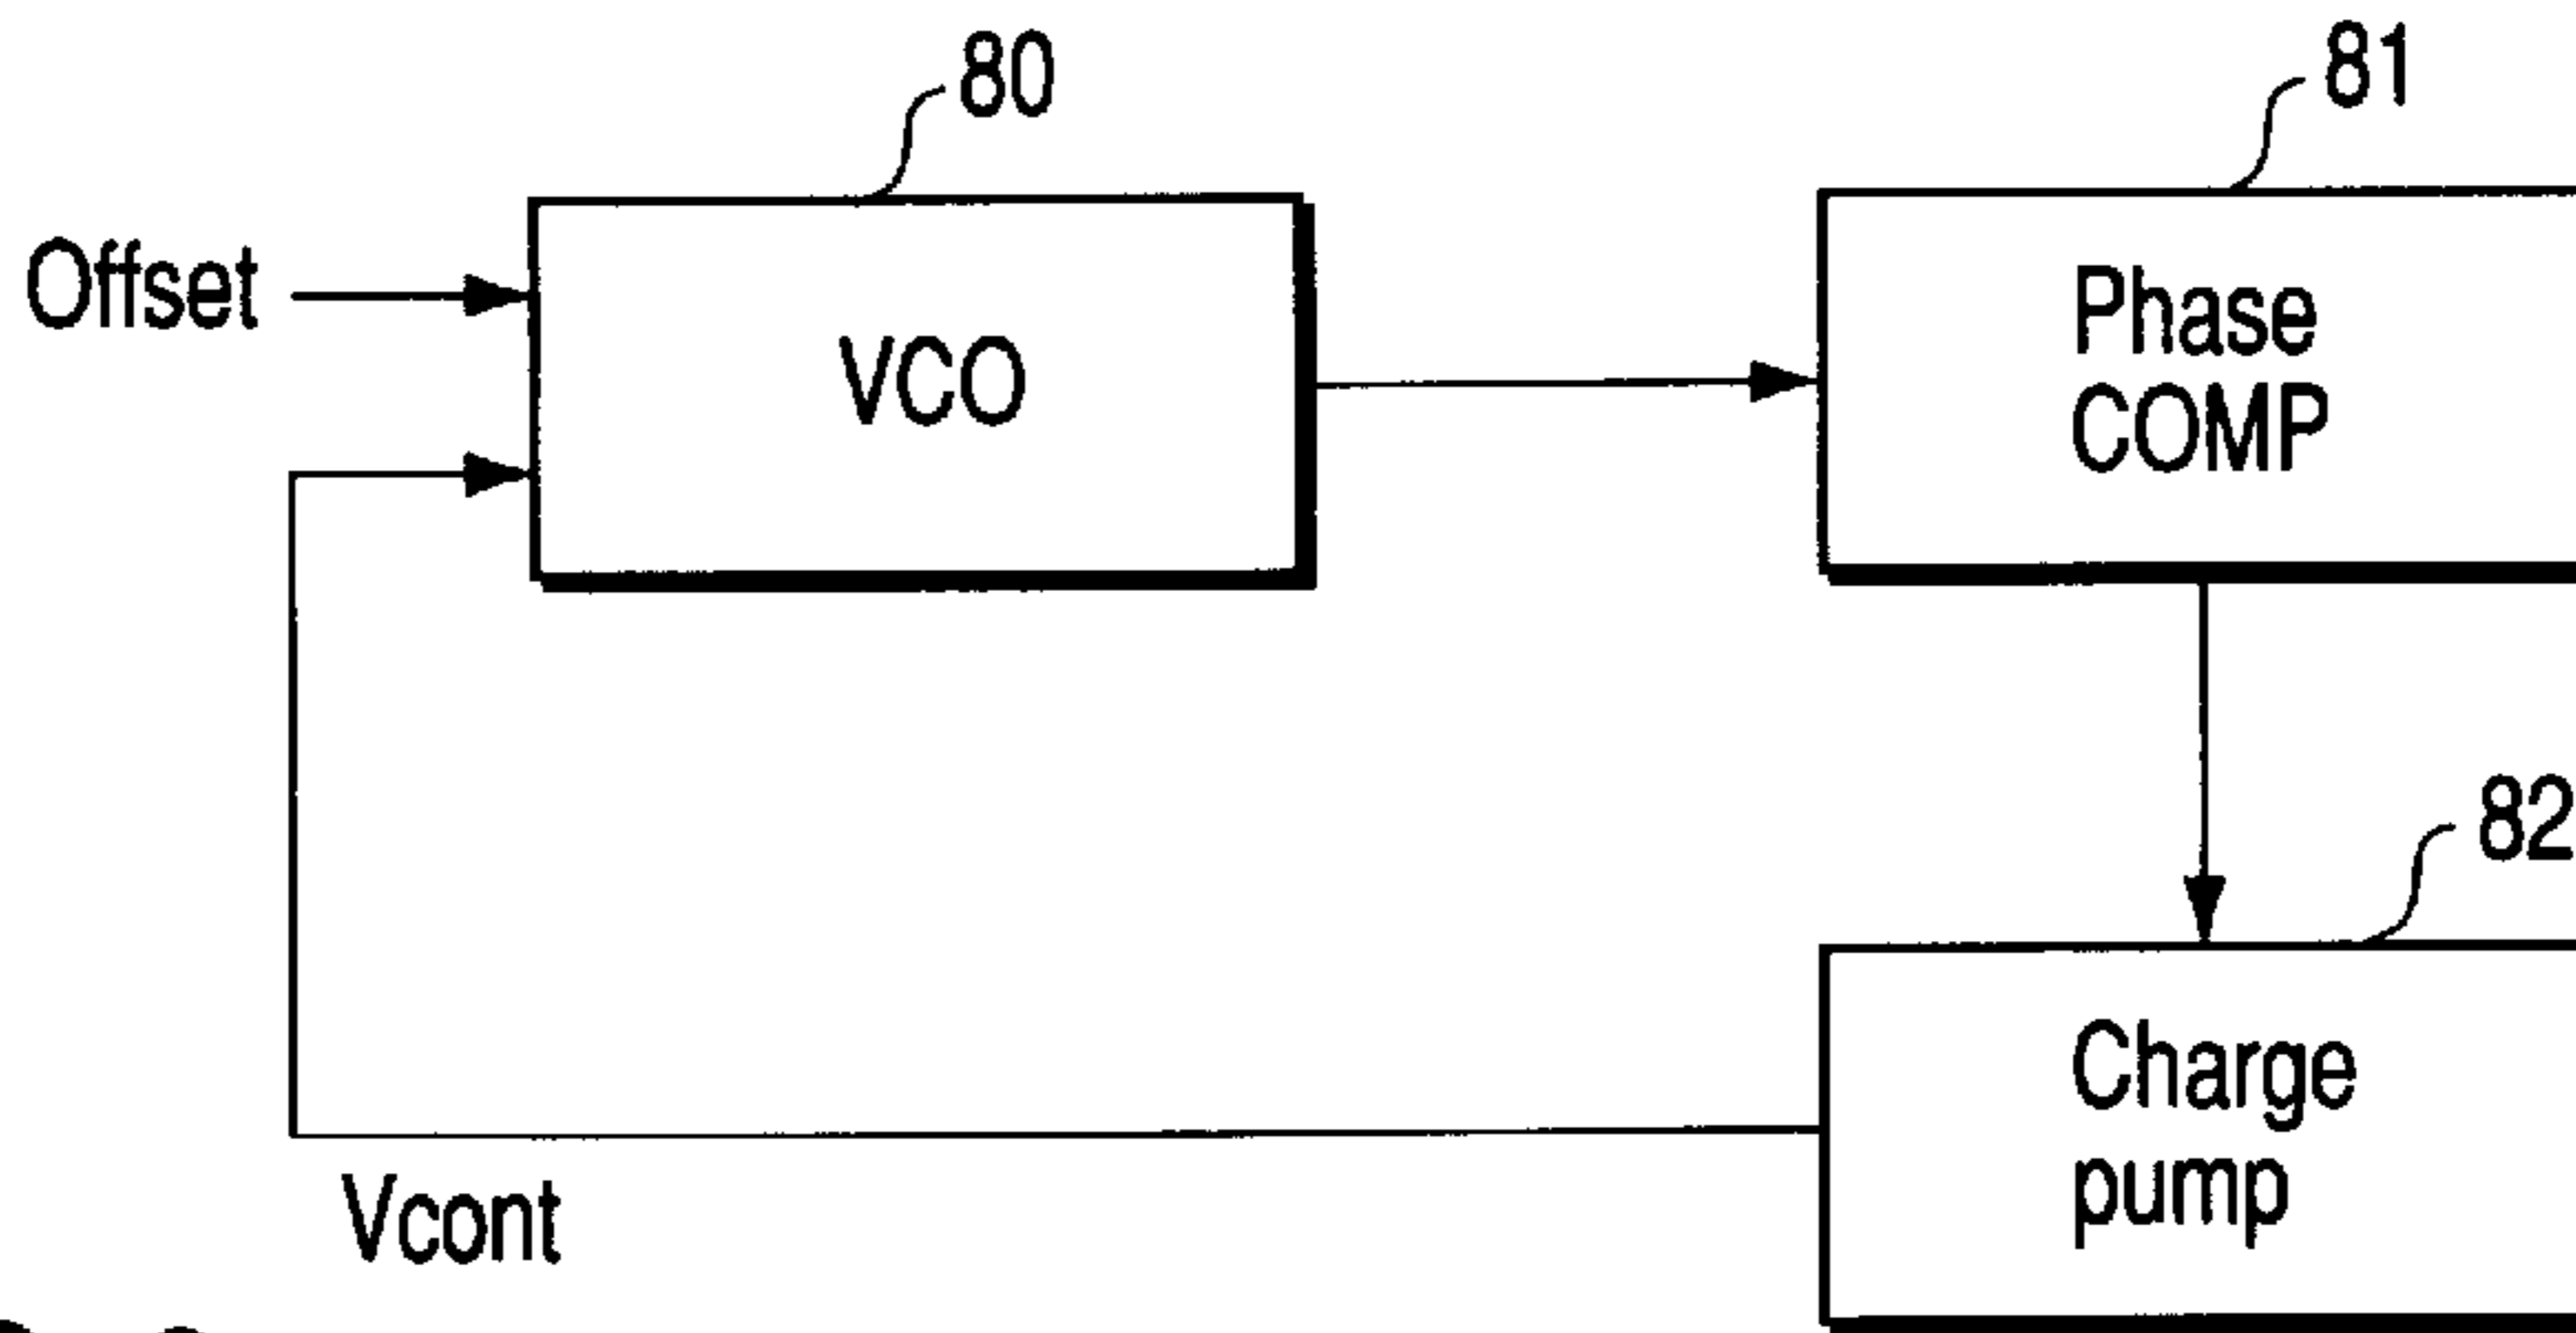 80
81
Offset
VCO
Phase
COMP
82
Charge
pump
Vcont